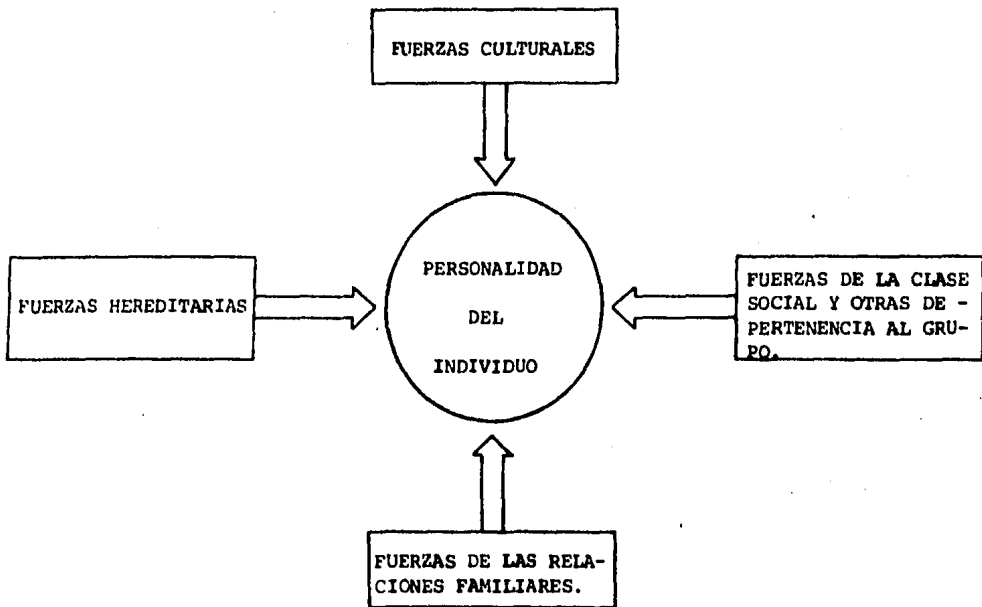 FUERZAS CULTURALES
FUERZAS HEREDITARIAS
PERSONALIDAD
DEL
INDIVIDUO
FUERZAS DE LA CLASE
SOCIAL Y OTRAS DE -
PERTENENCIA AL GRU-
PO.
FUERZAS DE LAS RELA-
CIONES FAMILIARES.